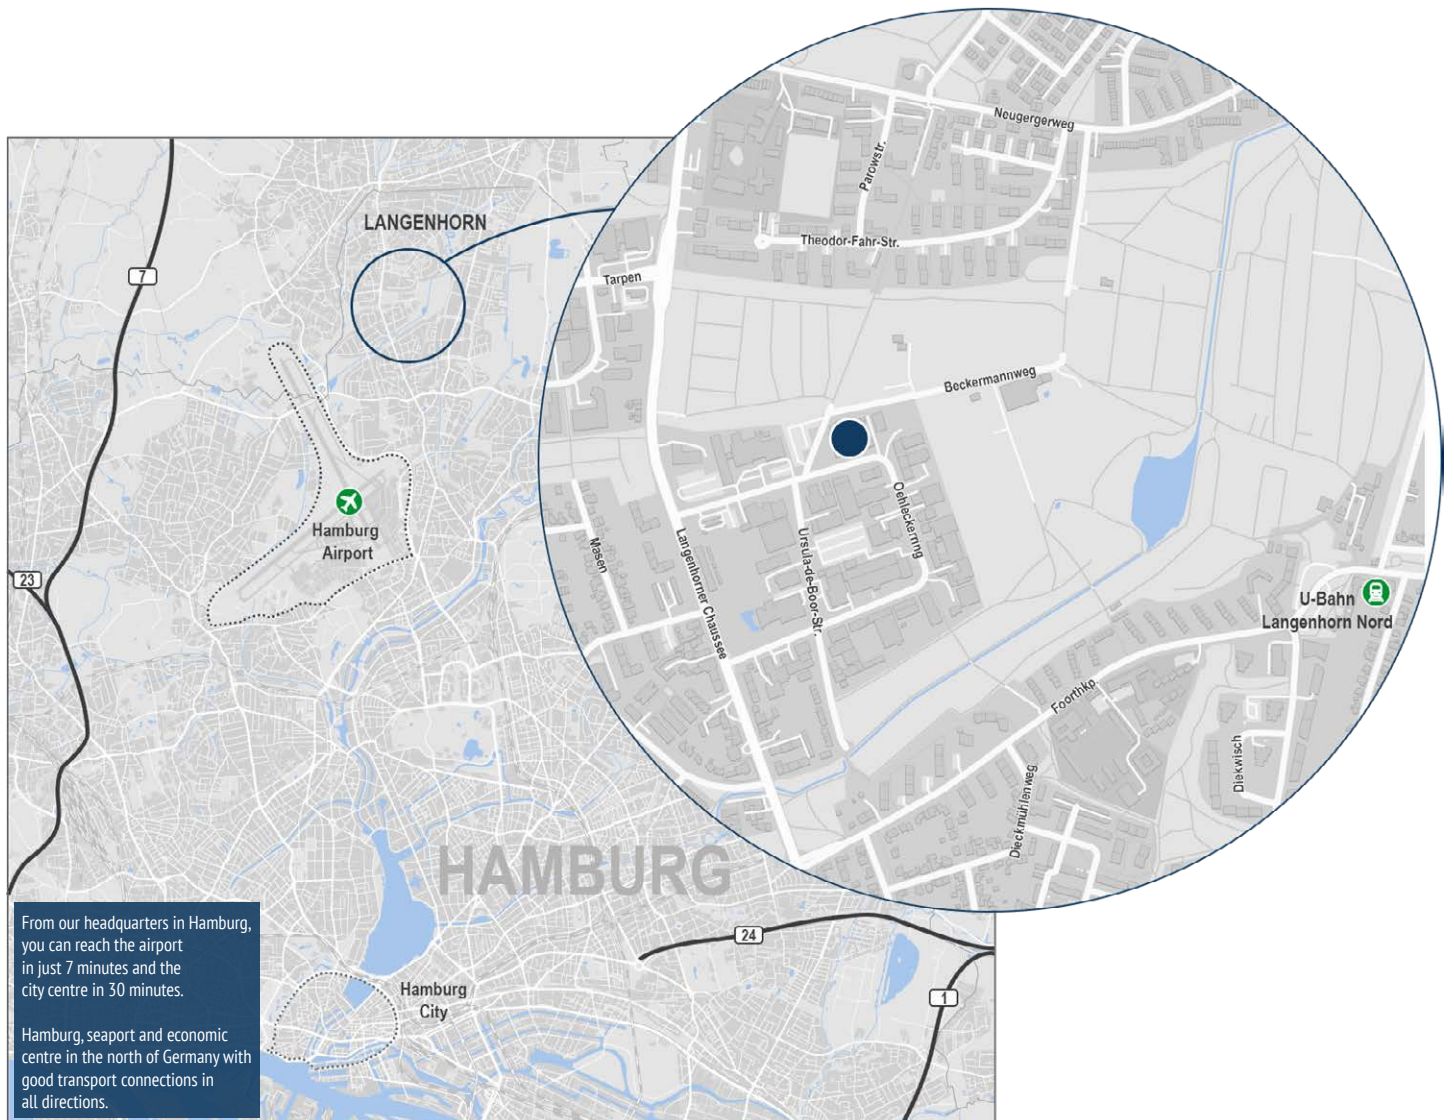 Neugergerweg
Parowstr.
Theodor-Fahr-Str.
Tarpen
LANGENHORN
7
Beckermannweg
Oehleckerring
Ursula-de-Boor-Str.
Masen
Langenhorner Chaussee
Hamburg
Airport
23
U-Bahn
Langenhorn Nord
Foorthkp.
Diekwisch
Dieckmühlenweg
HAMBURG
24
1
Hamburg
City
From our headquarters in Hamburg,
you can reach the airport
in just 7 minutes and the
city centre in 30 minutes.
Hamburg, seaport and economic
centre in the north of Germany with
good transport connections in
all directions.